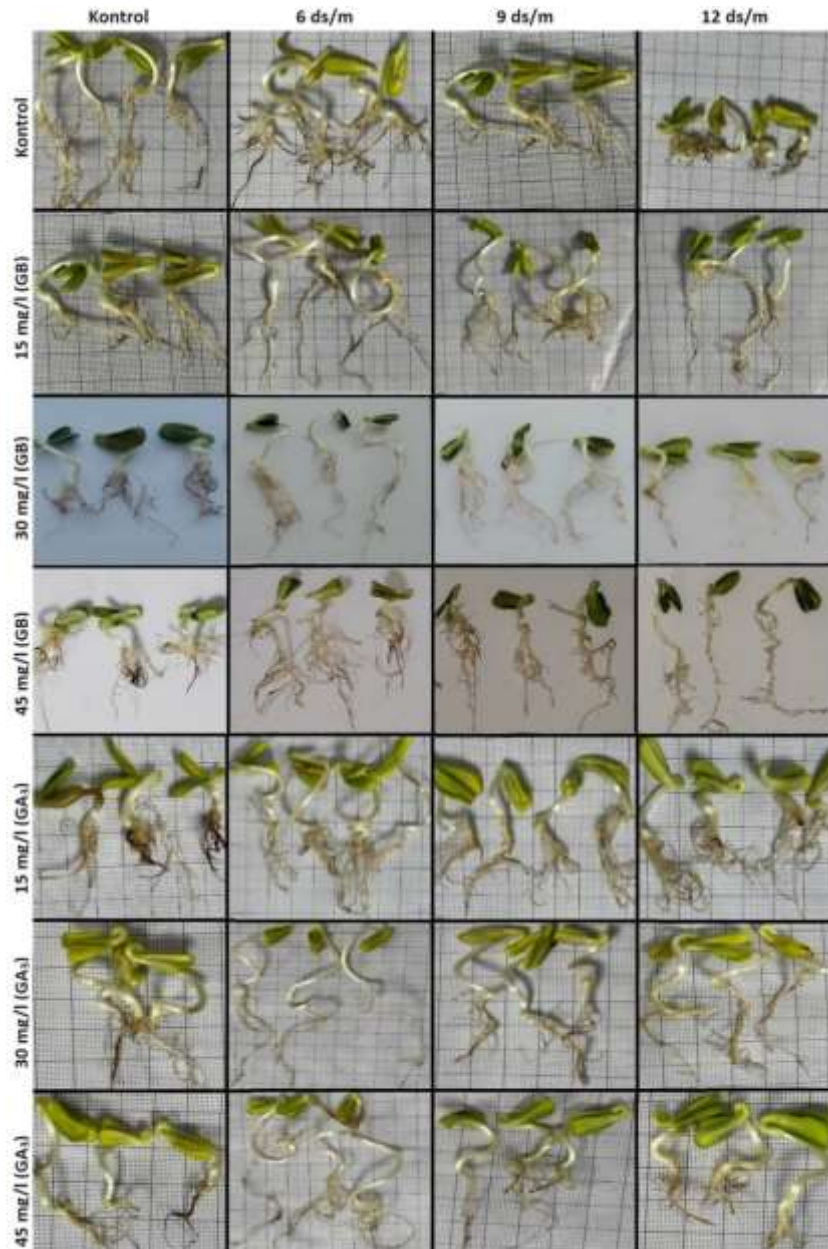 Kontrol 6 ds/m 9 ds/m 12 ds/m
Kontrol
15 mg/l (GB)
30 mg/l (GB)
45 mg/l (GB)
15 mg/l (GA₃)
30 mg/l (GA₃)
45 mg/l (GA₃)